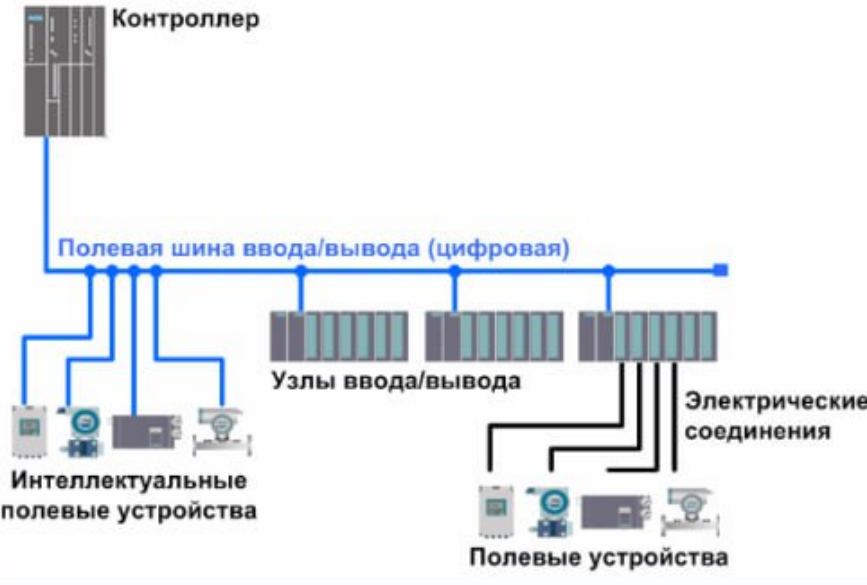 Контроллер
Полевая шина ввода/вывода (цифровая)
Узлы ввода/вывода
Электрические
соединения
Интеллектуальные
полевые устройства
Полевые устройства